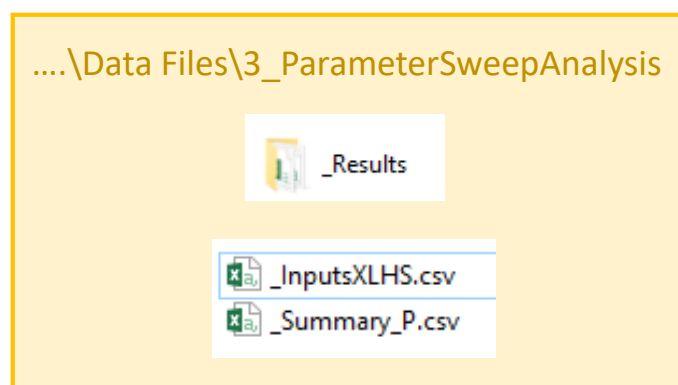 ....\Data Files\3_ParameterSweepAnalysis
_Results
_InputsXLHS.csv
_Summary_P.csv